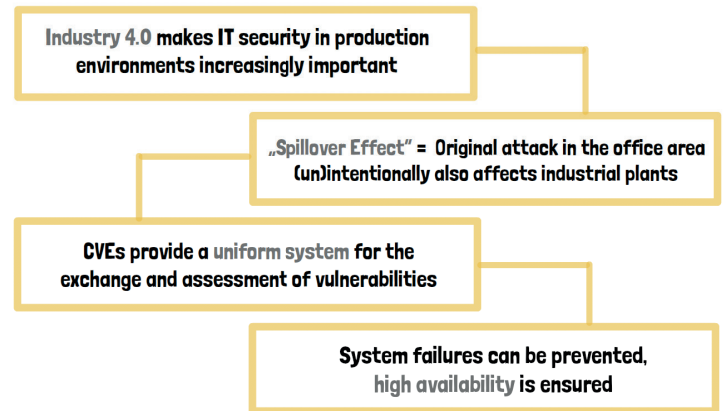 Industry 4.0 makes IT security in production
environments increasingly important
„Spillover Effect“ = Original attack in the office area
(un)intentionally also affects industrial plants
CVEs provide a uniform system for the
exchange and assessment of vulnerabilities
System failures can be prevented,
high availability is ensured